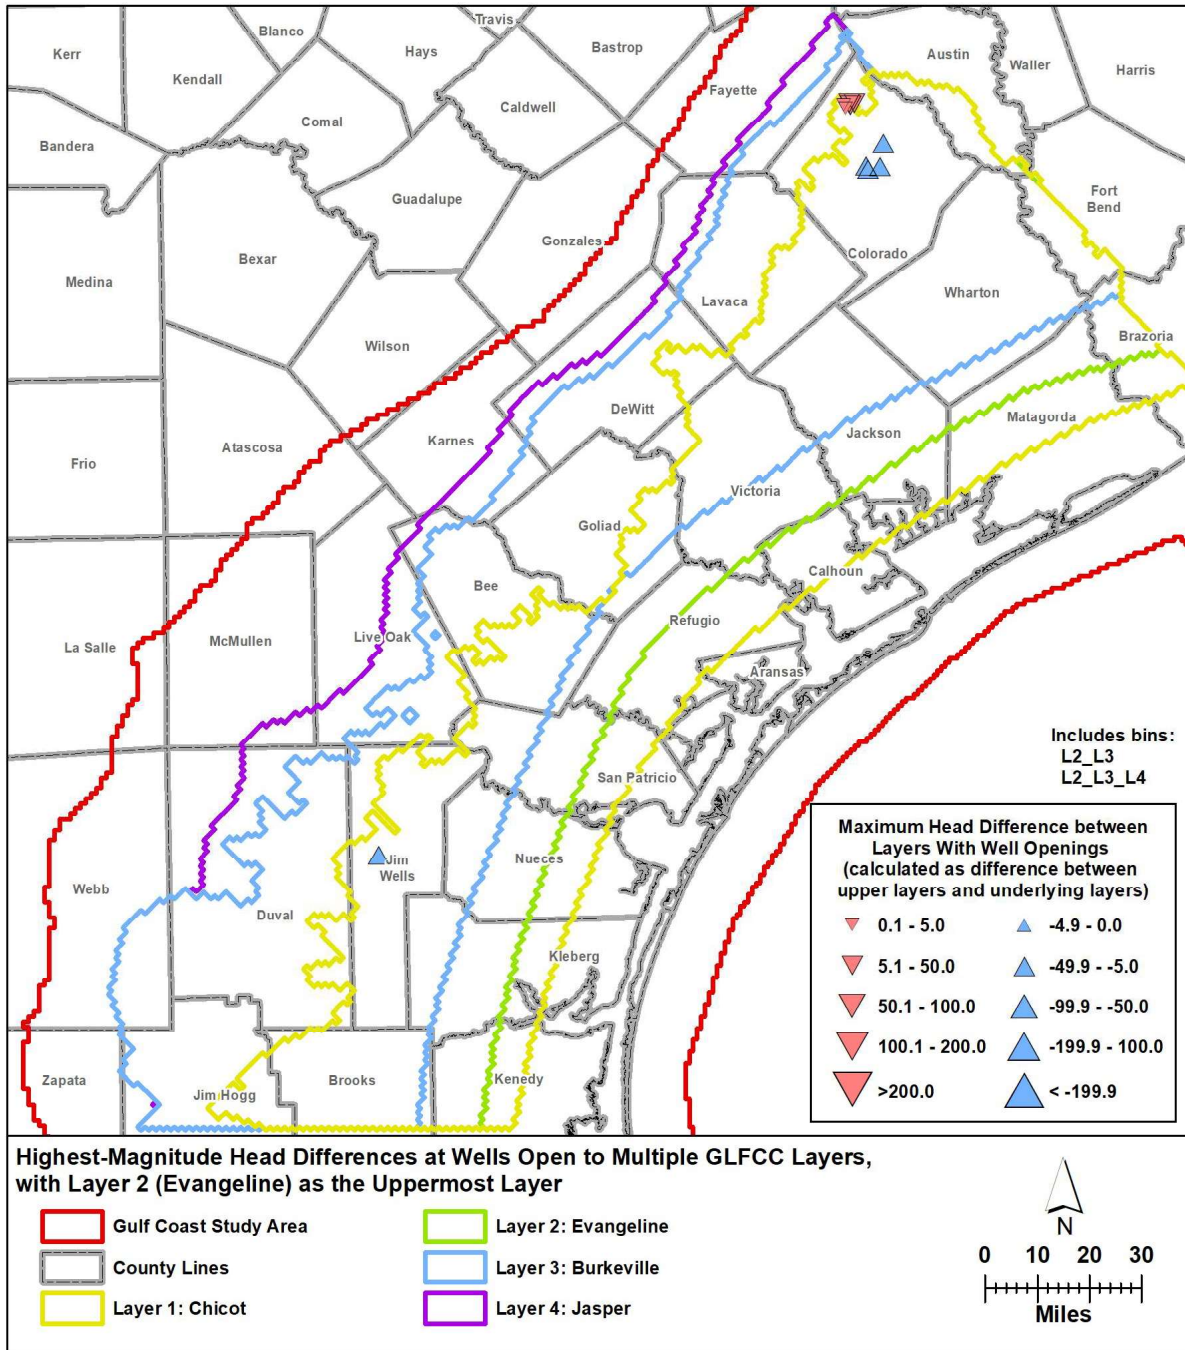 Travis
Blanco
Bastrop
Hays
Kerr
Austin
Waller
Harris
Kendall
Fayette
Caldwell
Comal
Bandera
Fort
Bend
Guadalupe
Gonzales
Bexar
Colorado
Medina
Wharton
Lavaca
Brazoria
Wilson
DeWitt
Matagorda
Karnes
Jackson
Atascosa
Frio
Victoria
Goliad
Calhoun
Bee
Refugio
Live Oak
McMullen
La Salle
Aransas
San Patricio
Nueces
Jim
Wells
Webb
Duval
Kleberg
Zapata
Jim Hogg
Brooks
Kenedy
Includes bins:
L2_L3
L2_L3_L4
Maximum Head Difference between
Layers With Well Openings
(calculated as difference between
upper layers and underlying layers)
0.1 - 5.0
-4.9 - 0.0
5.1 - 50.0
-49.9 - -5.0
50.1 - 100.0
-99.9 - -50.0
100.1 - 200.0
-199.9 - 100.0
>200.0
< -199.9
Highest-Magnitude Head Differences at Wells Open to Multiple GLFCC Layers,
with Layer 2 (Evangeline) as the Uppermost Layer
Gulf Coast Study Area
Layer 2: Evangeline
County Lines
Layer 3: Burkeville
Layer 1: Chicot
Layer 4: Jasper
N
0 10 20 30
Miles